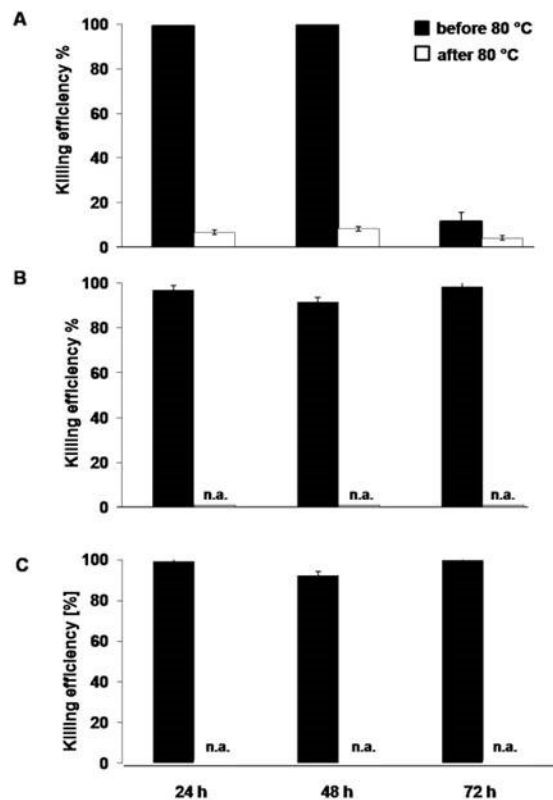 A
before 80 °C
after 80 °C
Killing efficiency %
100
80
60
40
20
0
B
Killing efficiency %
100
80
60
40
20
0
n.a.
n.a.
n.a.
C
Killing efficiency [%]
100
80
60
40
20
0
n.a.
n.a.
n.a.
24 h
48 h
72 h